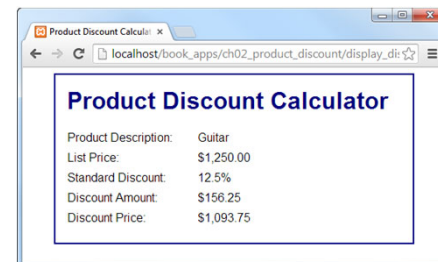 Product Discount Calculat
localhost/book_apps/ch02_product_discount/display_di
Product Discount Calculator
Product Description: Guitar
List Price: $1,250.00
Standard Discount: 12.5%
Discount Amount: $156.25
Discount Price: $1,093.75